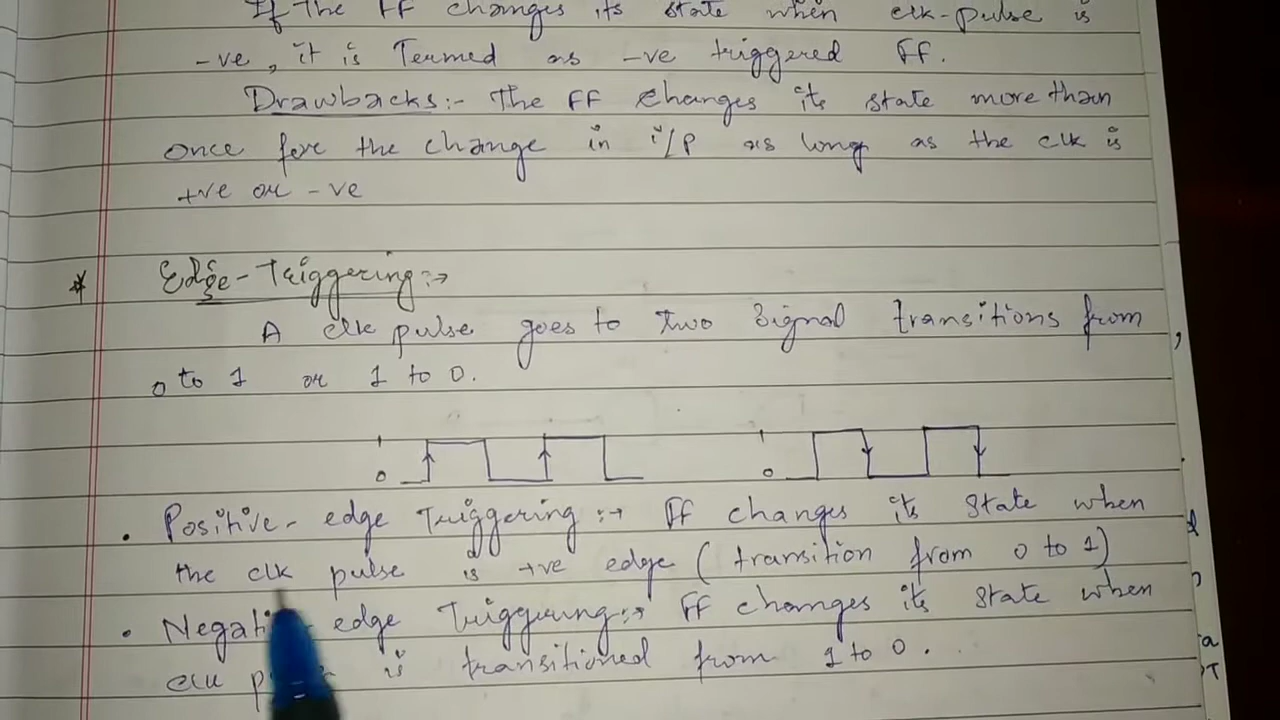 If The FF changes its state when clk-pulse is
-ve, it is Termed as -ve triggered FF.
Drawbacks:- The FF changes its state more than
once for the change in i/p as long as the clk is
+ve or -ve
* Edge-Triggering:→
A clk pulse goes to two signal transitions from
0 to 1 or 1 to 0.
1 1
0 0
• Positive-edge Triggering:→ FF changes its state when
the clk pulse is +ve edge (transition from 0 to 1)
• edge Triggering:→ FF changes its state when
clk is transitioned from 1 to 0.